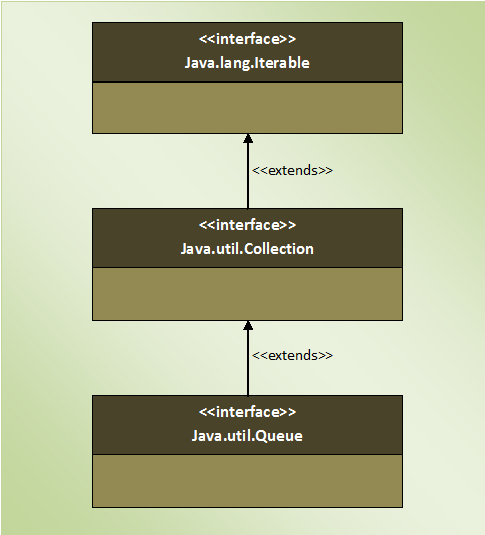 <<interface>>
Java.lang.Iterable
<<extends>>
<<interface>>
Java.util.Collection
<<extends>>
<<interface>>
Java.util.Queue